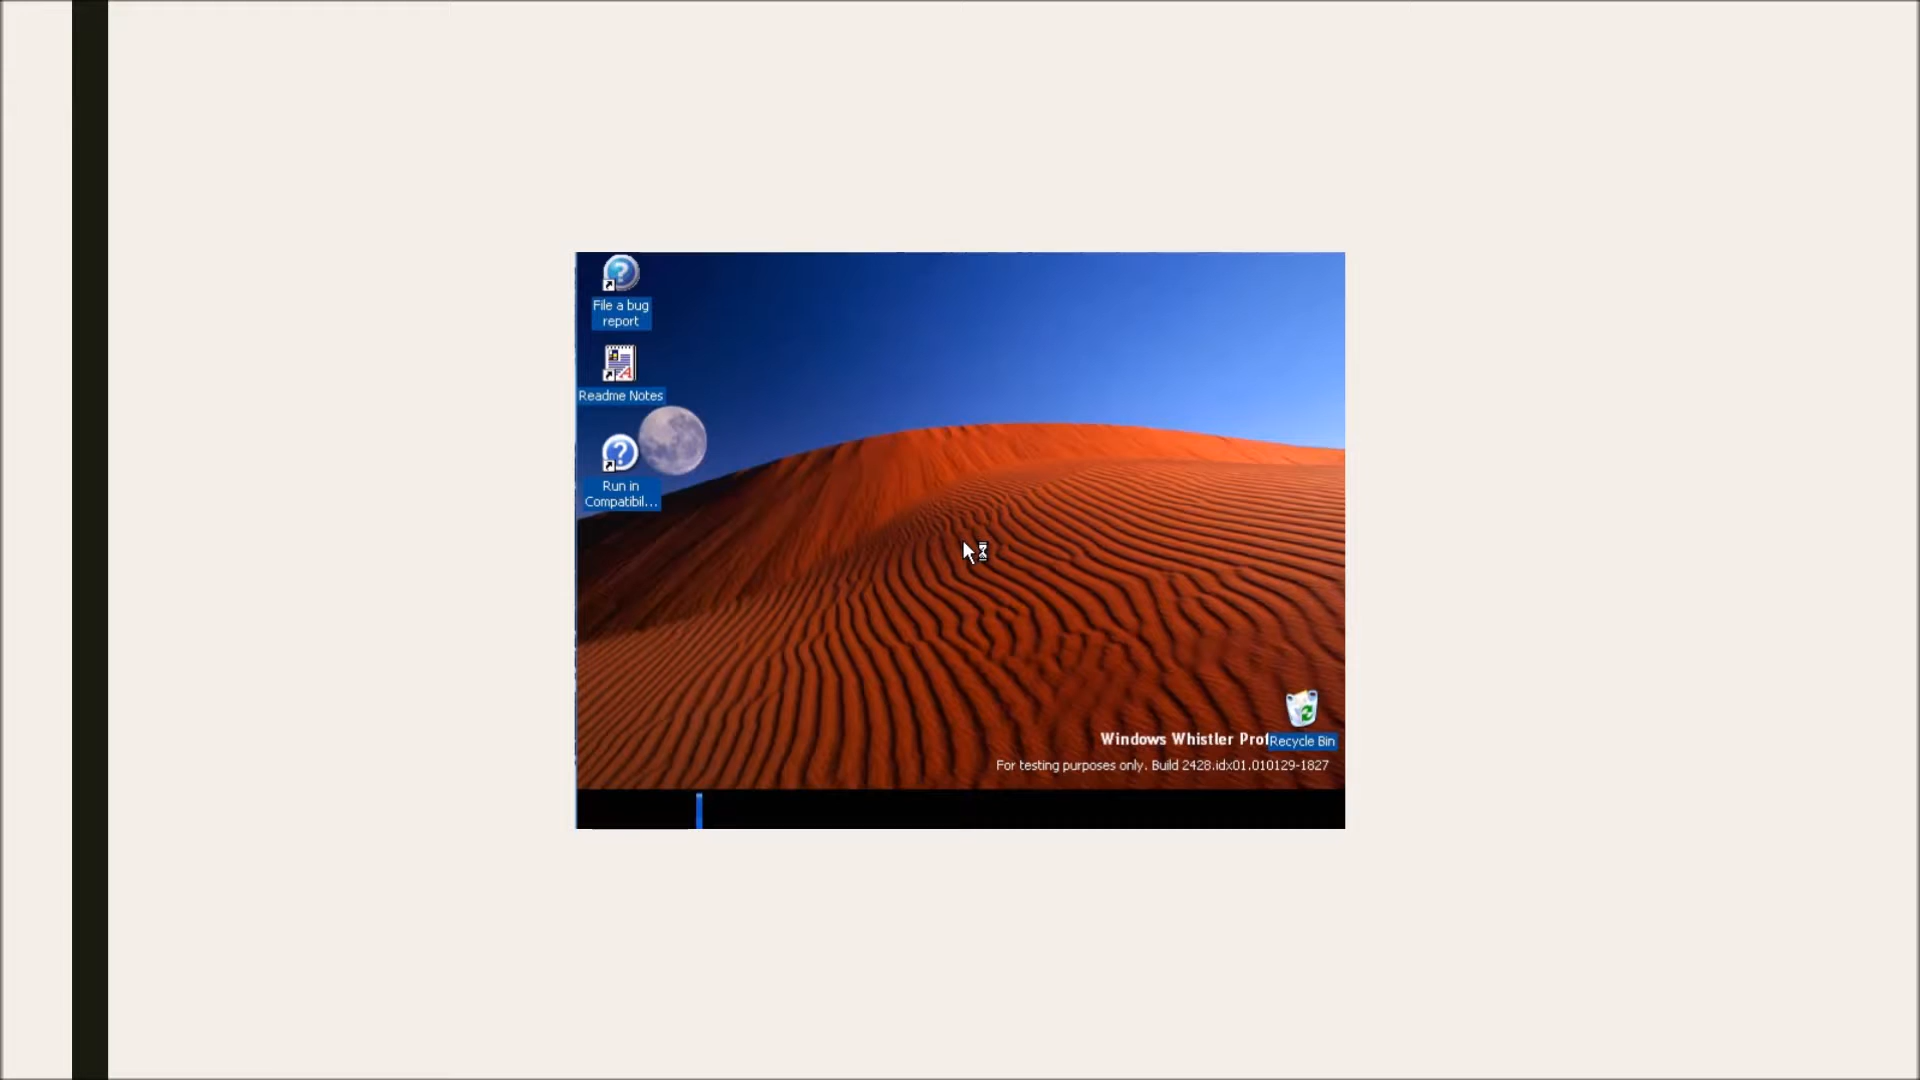 File a bug
report
Readme Notes
Run in
Compatibil...
Windows Whistler Prof
Recycle Bin
For testing purposes only. Build 2428.idx01.010129-1827